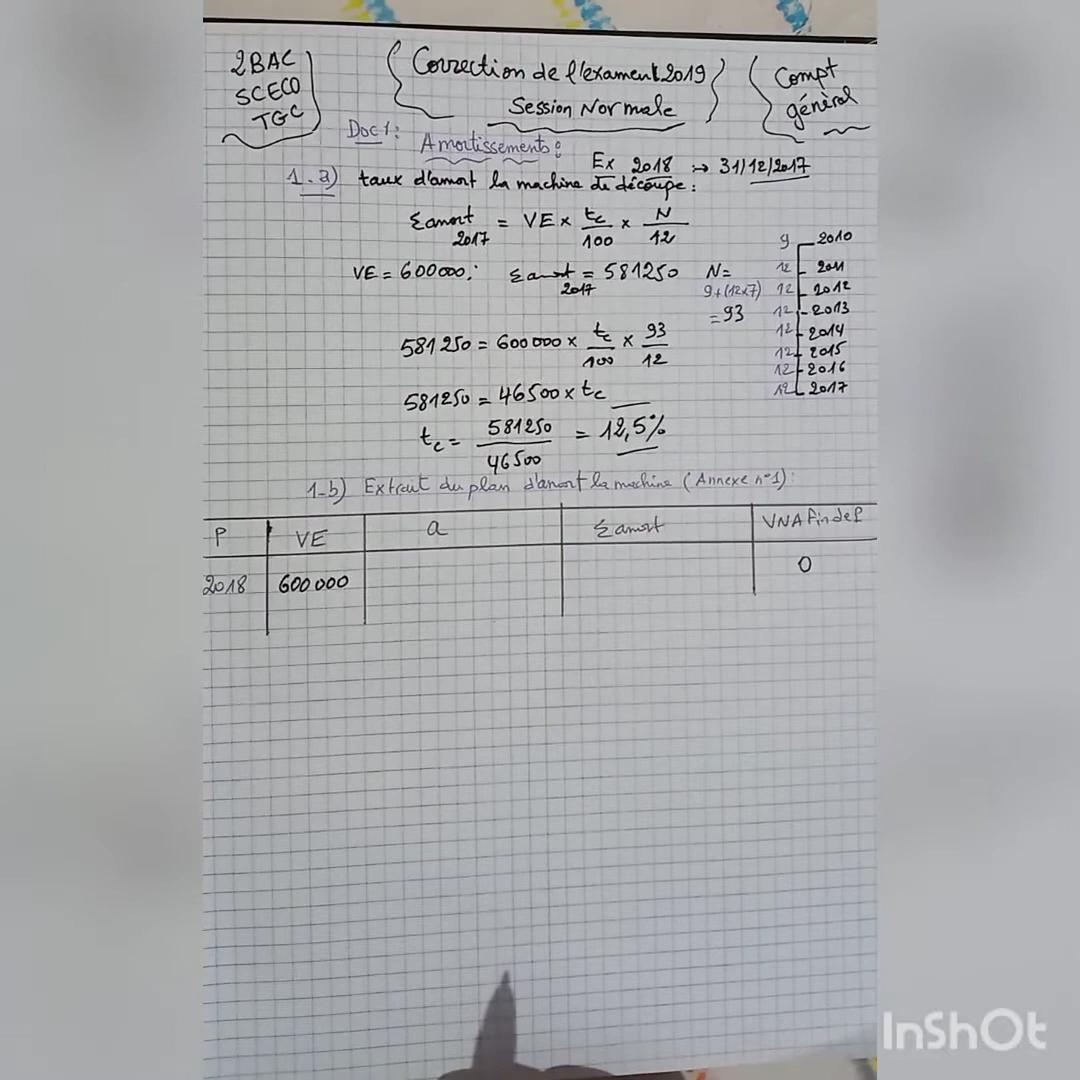 2BAC
SCECO
TGC
Correction de l'exament 2019
Session Normale
Compt
général
Doc 1:
Amortissements:
Ex 2018 → 31/12/2017
1-a) taux d'amort la machine de découpe:
Σamort 2017 = VE × tc/100 × N/12
VE = 600000; Σamort 2017 = 581250 N=
9+(12×7)
= 93
9 2010
12 2011
12 2012
12 2013
12 2014
12 2015
12 2016
12 2017
581250 = 600000 × tc/100 × 93/12
581250 = 46500 × tc
tc = 581250/46500 = 12,5%
1-b) Extrait du plan d'amort la machine (Annexe n°1):
P VE a Σamort VNA fin de P
2018 600000 0
InShOt